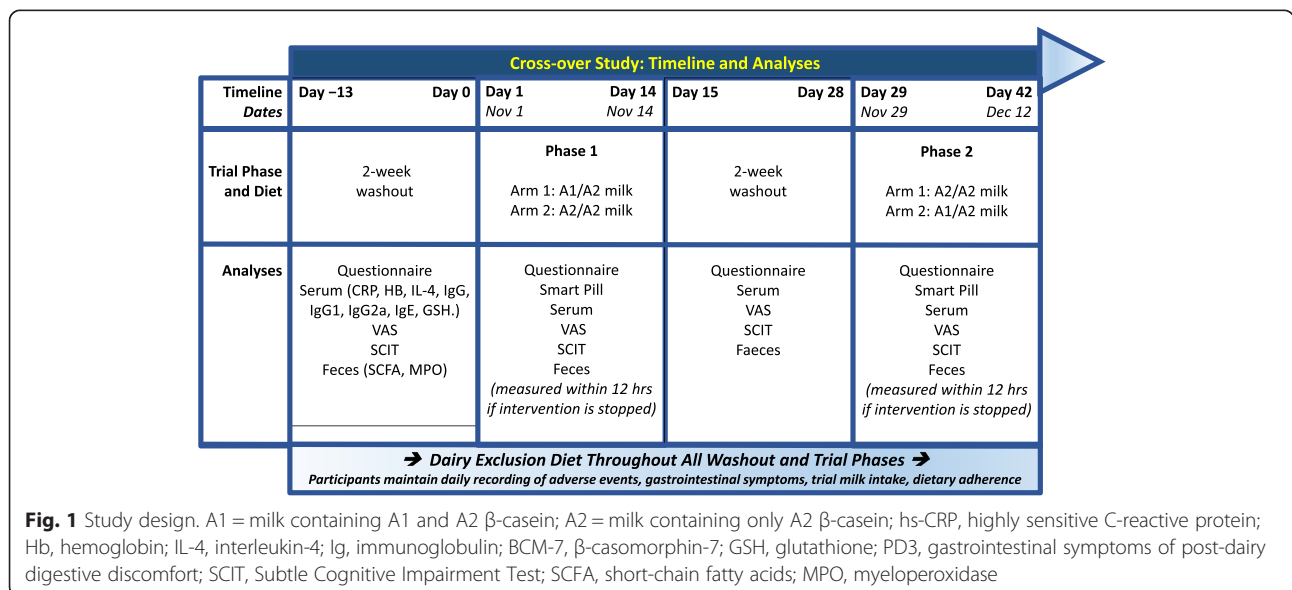 Cross-over Study: Timeline and Analyses
Timeline
Dates
Day –13 Day 0
Day 1 Day 14
Nov 1 Nov 14
Day 15 Day 28
Day 29 Day 42
Nov 29 Dec 12
Trial Phase
and Diet
2-week
washout
Phase 1
Arm 1: A1/A2 milk
Arm 2: A2/A2 milk
2-week
washout
Phase 2
Arm 1: A2/A2 milk
Arm 2: A1/A2 milk
Analyses
Questionnaire
Serum (CRP, HB, IL-4, IgG,
IgG1, IgG2a, IgE, GSH.)
VAS
SCIT
Feces (SCFA, MPO)
Questionnaire
Smart Pill
Serum
VAS
SCIT
Feces
(measured within 12 hrs
if intervention is stopped)
Questionnaire
Serum
VAS
SCIT
Faeces
Questionnaire
Smart Pill
Serum
VAS
SCIT
Feces
(measured within 12 hrs
if intervention is stopped)
➔ Dairy Exclusion Diet Throughout All Washout and Trial Phases ➔
Participants maintain daily recording of adverse events, gastrointestinal symptoms, trial milk intake, dietary adherence
Fig. 1 Study design. A1 = milk containing A1 and A2 β-casein; A2 = milk containing only A2 β-casein; hs-CRP, highly sensitive C-reactive protein;
Hb, hemoglobin; IL-4, interleukin-4; Ig, immunoglobulin; BCM-7, β-casomorphin-7; GSH, glutathione; PD3, gastrointestinal symptoms of post-dairy
digestive discomfort; SCIT, Subtle Cognitive Impairment Test; SCFA, short-chain fatty acids; MPO, myeloperoxidase